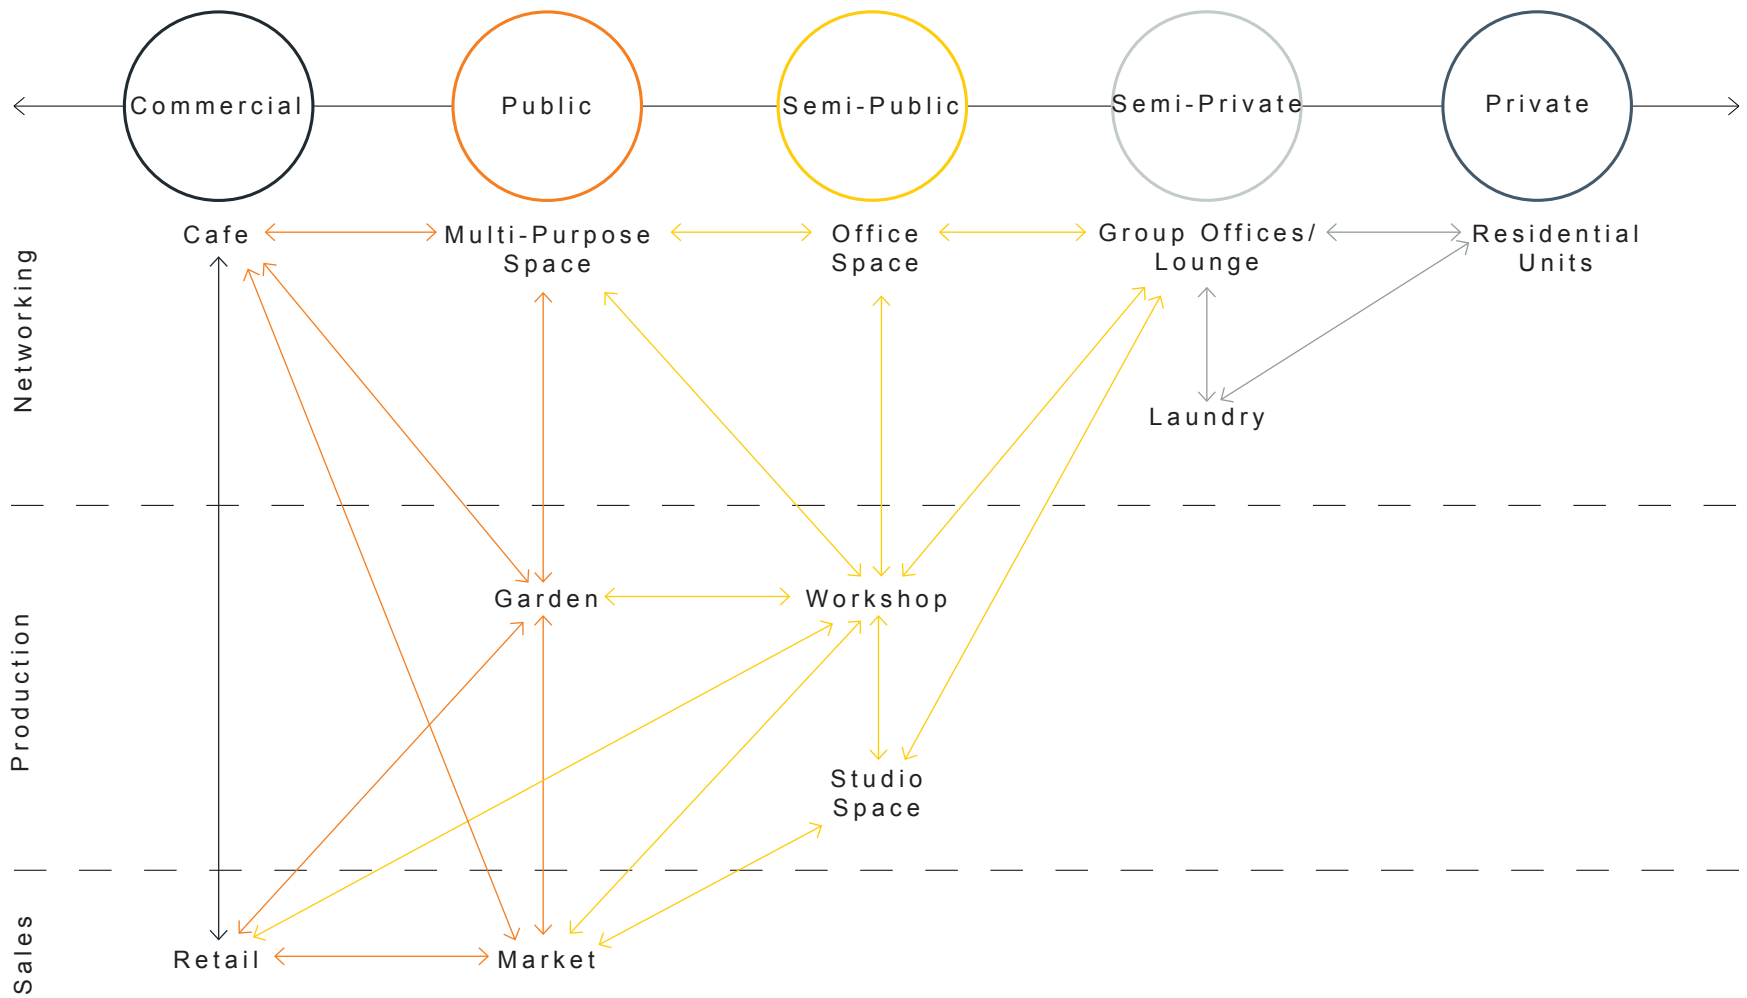 Commercial
Public
Semi-Public
Semi-Private
Private
Networking
Cafe
Multi-Purpose
Space
Office
Space
Group Offices/
Lounge
Residential
Units
Laundry
Production
Garden
Workshop
Studio
Space
Sales
Retail
Market